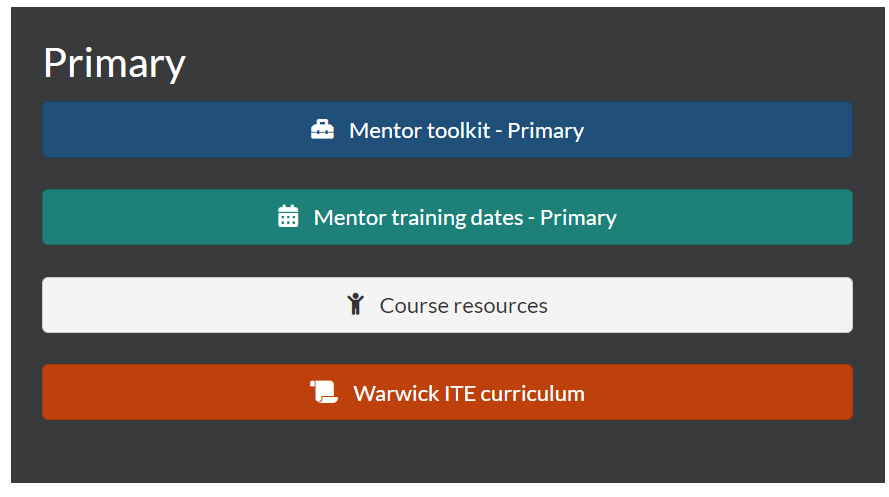 Primary
Mentor toolkit - Primary
Mentor training dates - Primary
Course resources
Warwick ITE curriculum